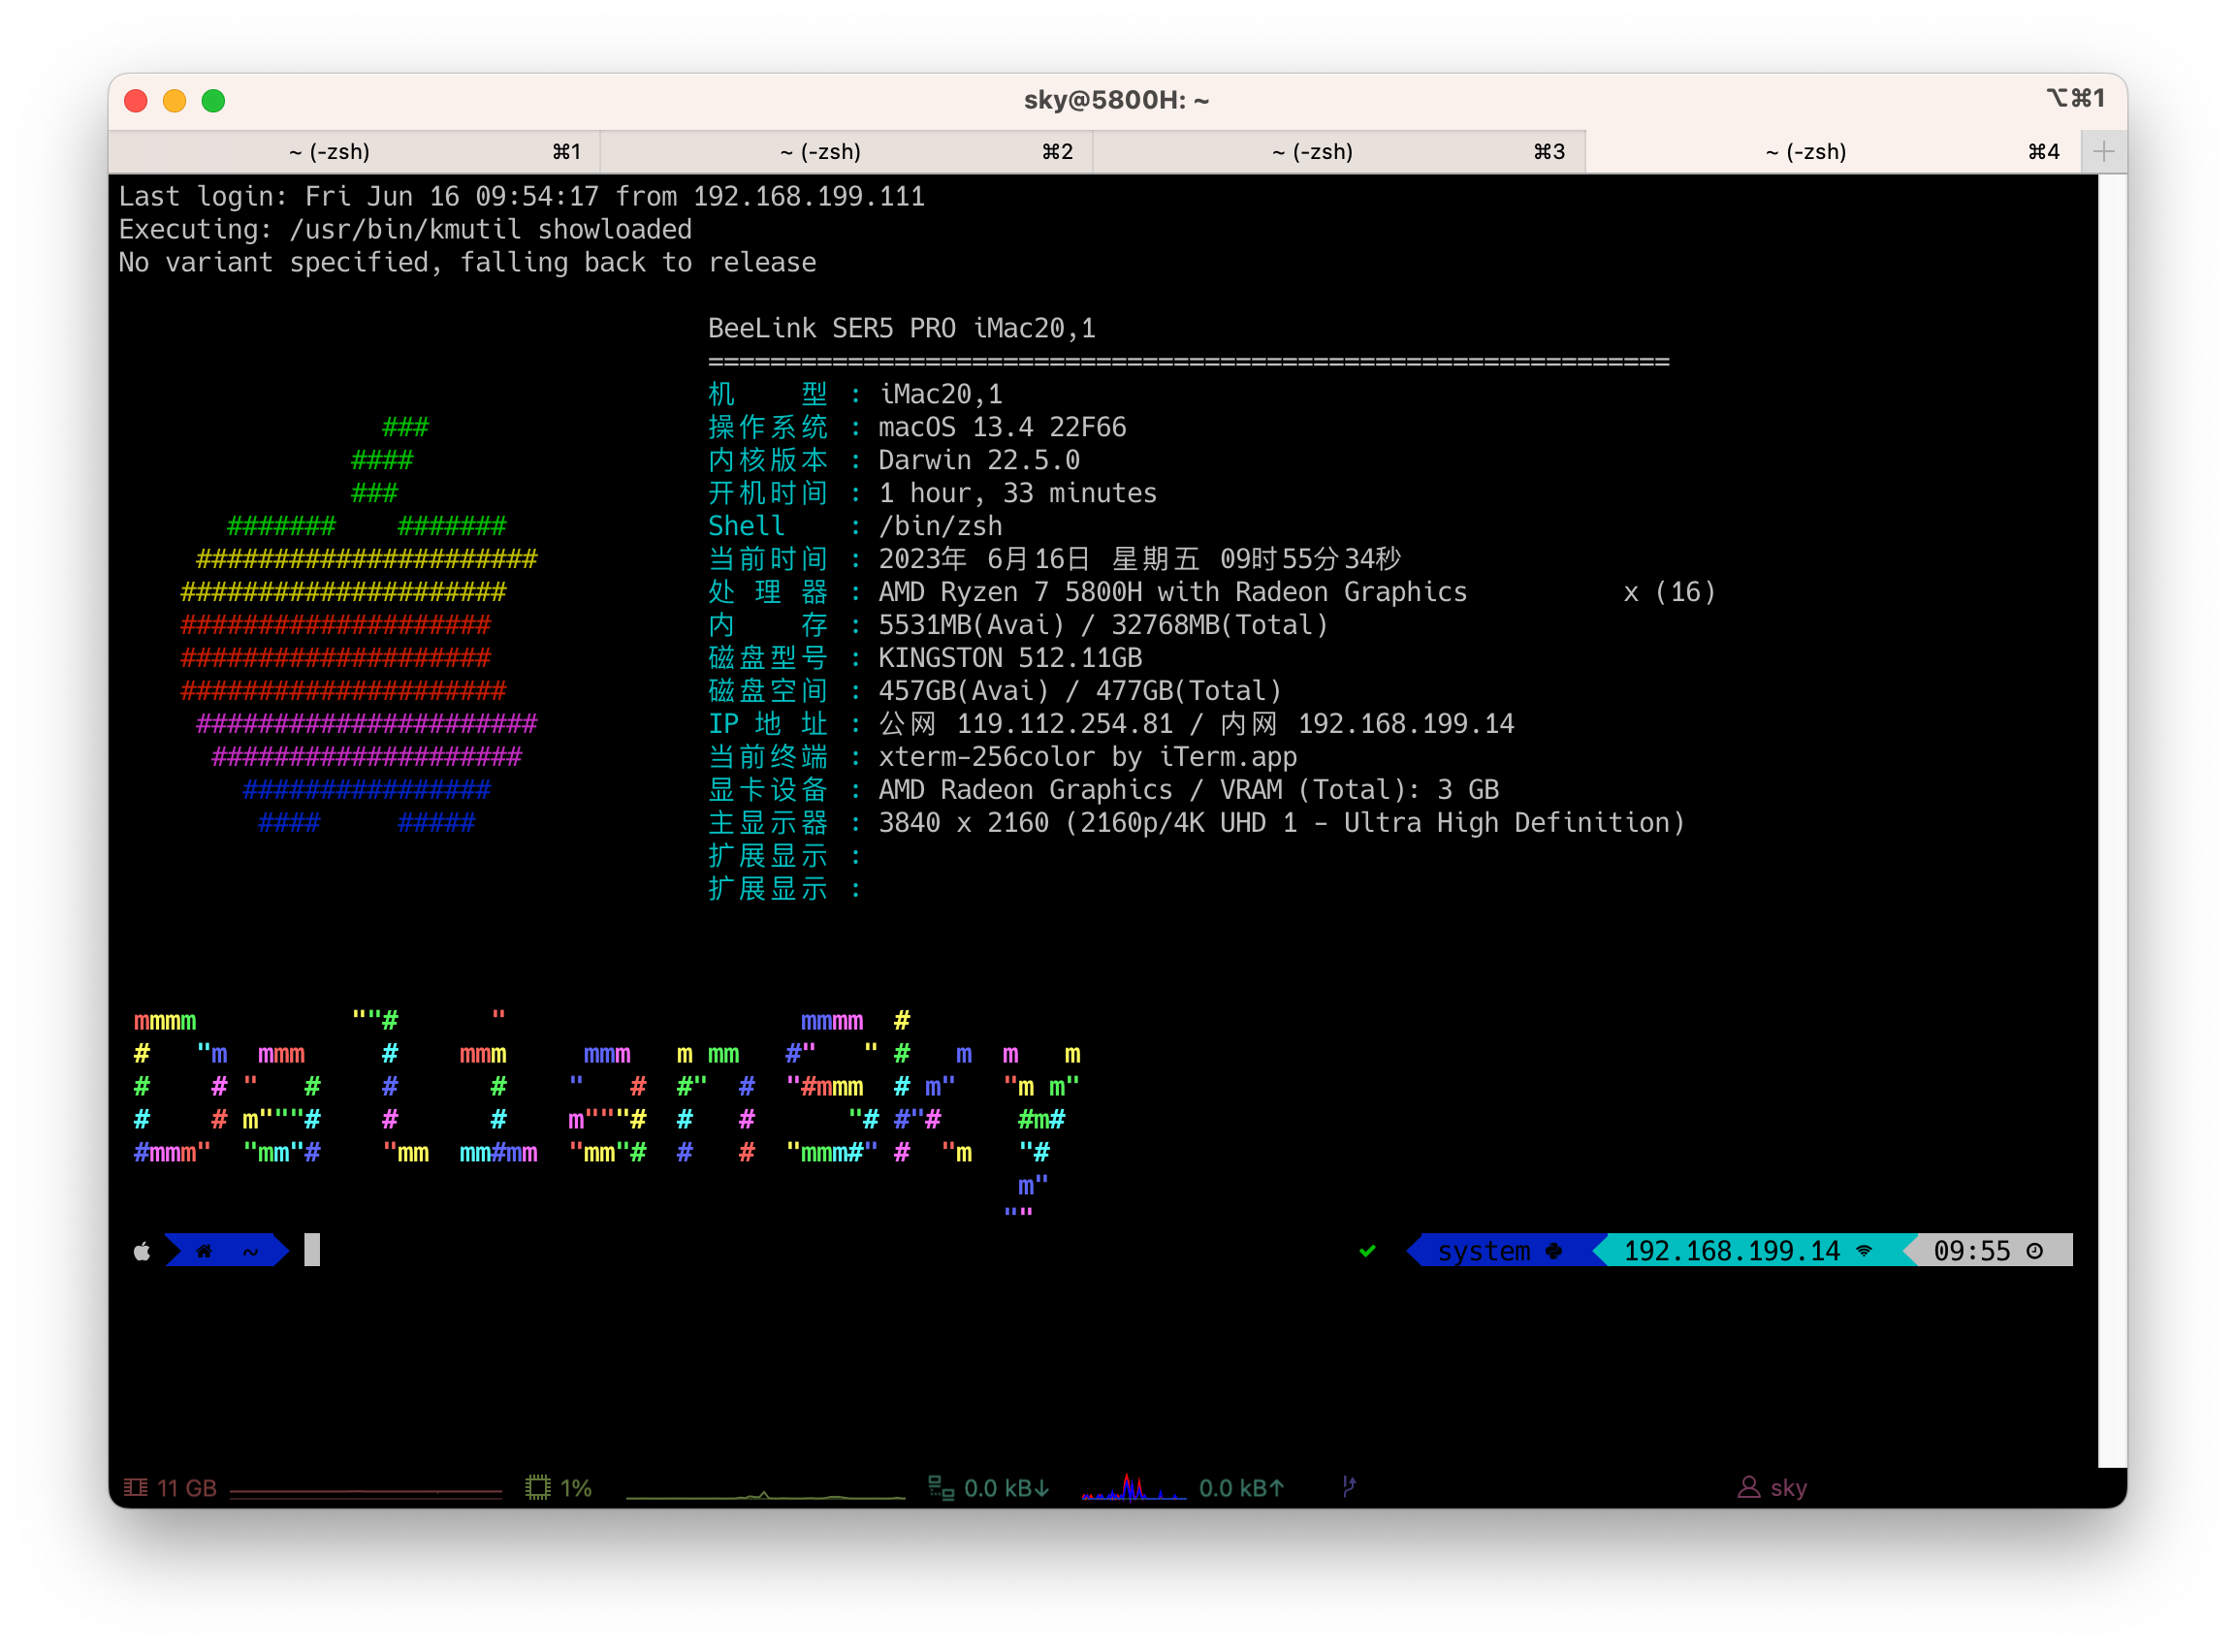 sky@5800H: ~
⌥⌘1
~ (-zsh) ⌘1 ~ (-zsh) ⌘2 ~ (-zsh) ⌘3 ~ (-zsh) ⌘4
Last login: Fri Jun 16 09:54:17 from 192.168.199.111
Executing: /usr/bin/kmutil showloaded
No variant specified, falling back to release
BeeLink SER5 PRO iMac20,1
==============================================================
机　　型 : iMac20,1
操作系统 : macOS 13.4 22F66
内核版本 : Darwin 22.5.0
开机时间 : 1 hour, 33 minutes
Shell : /bin/zsh
当前时间 : 2023年 6月16日 星期五 09时55分34秒
处 理 器 : AMD Ryzen 7 5800H with Radeon Graphics x (16)
内　　存 : 5531MB(Avai) / 32768MB(Total)
磁盘型号 : KINGSTON 512.11GB
磁盘空间 : 457GB(Avai) / 477GB(Total)
IP 地 址 : 公网 119.112.254.81 / 内网 192.168.199.14
当前终端 : xterm-256color by iTerm.app
显卡设备 : AMD Radeon Graphics / VRAM (Total): 3 GB
主显示器 : 3840 x 2160 (2160p/4K UHD 1 - Ultra High Definition)
扩展显示 :
扩展显示 :
DalianSky
~
system 192.168.199.14 09:55
11 GB 1% 0.0 kB↓ 0.0 kB↑ sky